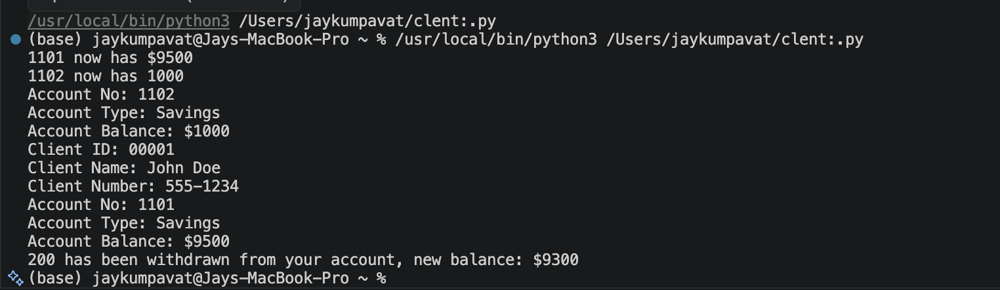 /usr/local/bin/python3 /Users/jaykumpavat/clent:.py
(base) jaykumpavat@Jays-MacBook-Pro ~ % /usr/local/bin/python3 /Users/jaykumpavat/clent:.py
1101 now has $9500
1102 now has 1000
Account No: 1102
Account Type: Savings
Account Balance: $1000
Client ID: 00001
Client Name: John Doe
Client Number: 555-1234
Account No: 1101
Account Type: Savings
Account Balance: $9500
200 has been withdrawn from your account, new balance: $9300
(base) jaykumpavat@Jays-MacBook-Pro ~ %